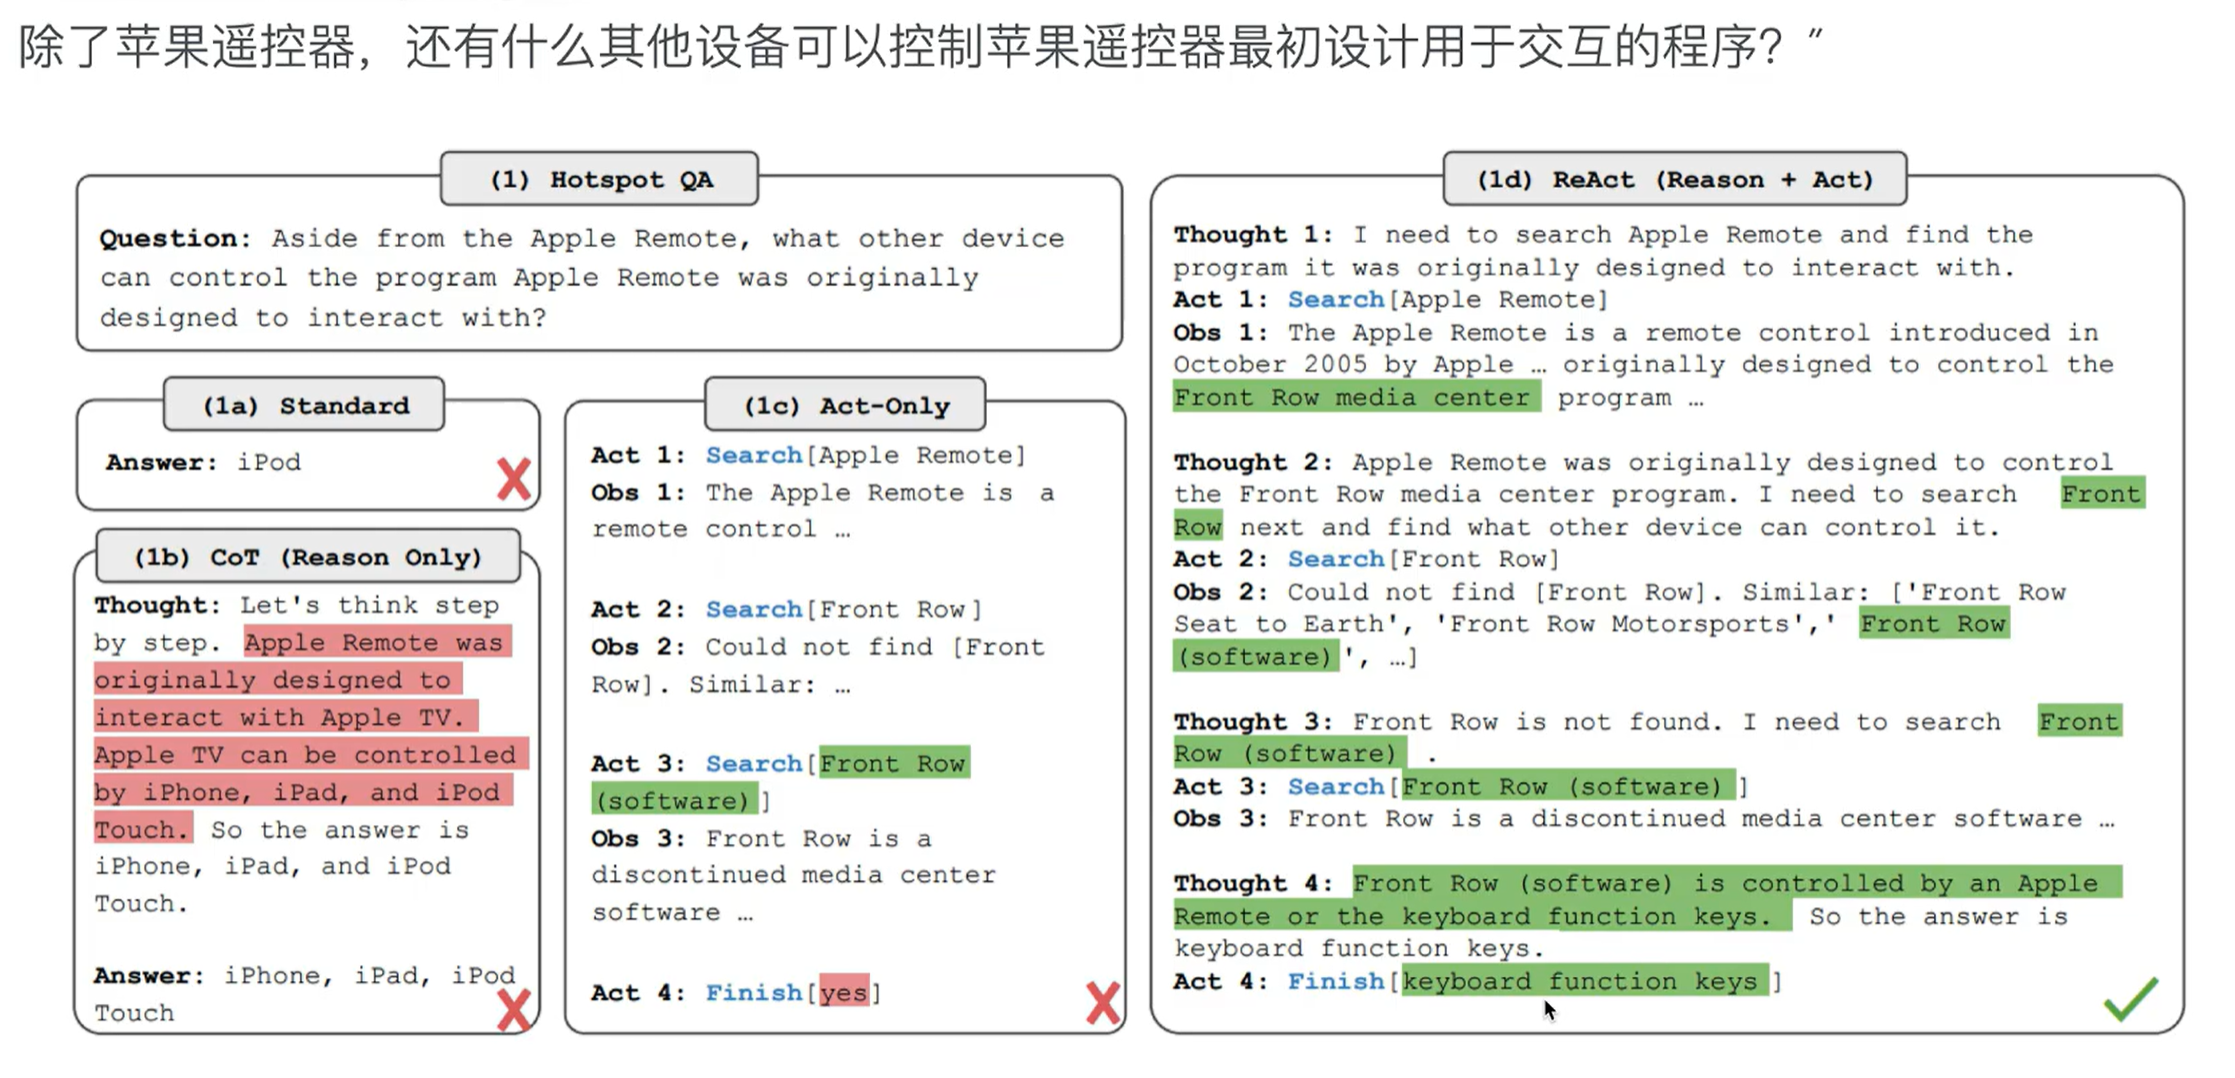 除了苹果遥控器，还有什么其他设备可以控制苹果遥控器最初设计用于交互的程序？"
(1) Hotspot QA
Question: Aside from the Apple Remote, what other device
can control the program Apple Remote was originally
designed to interact with?
(1a) Standard
Answer: iPod
(1b) CoT (Reason Only)
Thought: Let's think step
by step. Apple Remote was
originally designed to
interact with Apple TV.
Apple TV can be controlled
by iPhone, iPad, and iPod
Touch. So the answer is
iPhone, iPad, and iPod
Touch.
Answer: iPhone, iPad, iPod
Touch
(1c) Act-Only
Act 1: Search[Apple Remote]
Obs 1: The Apple Remote is a
remote control …
Act 2: Search[Front Row]
Obs 2: Could not find [Front
Row]. Similar: …
Act 3: Search[Front Row
(software)]
Obs 3: Front Row is a
discontinued media center
software …
Act 4: Finish[yes]
(1d) ReAct (Reason + Act)
Thought 1: I need to search Apple Remote and find the
program it was originally designed to interact with.
Act 1: Search[Apple Remote]
Obs 1: The Apple Remote is a remote control introduced in
October 2005 by Apple … originally designed to control the
Front Row media center program …
Thought 2: Apple Remote was originally designed to control
the Front Row media center program. I need to search Front
Row next and find what other device can control it.
Act 2: Search[Front Row]
Obs 2: Could not find [Front Row]. Similar: ['Front Row
Seat to Earth', 'Front Row Motorsports',' Front Row
(software)', …]
Thought 3: Front Row is not found. I need to search Front
Row (software) .
Act 3: Search[Front Row (software) ]
Obs 3: Front Row is a discontinued media center software …
Thought 4: Front Row (software) is controlled by an Apple
Remote or the keyboard function keys. So the answer is
keyboard function keys.
Act 4: Finish[keyboard function keys ]